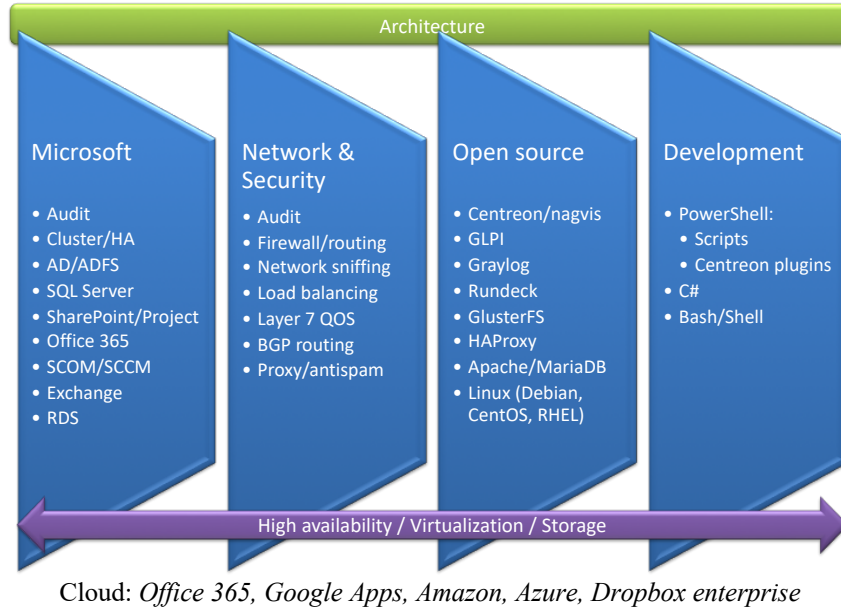 Architecture
Microsoft
• Audit
• Cluster/HA
• AD/ADFS
• SQL Server
• SharePoint/Project
• Office 365
• SCOM/SCCM
• Exchange
• RDS
Network &
Security
• Audit
• Firewall/routing
• Network sniffing
• Load balancing
• Layer 7 QOS
• BGP routing
• Proxy/antispam
Open source
• Centreon/nagvis
• GLPI
• Graylog
• Rundeck
• GlusterFS
• HAProxy
• Apache/MariaDB
• Linux (Debian,
CentOS, RHEL)
Development
• PowerShell:
• Scripts
• Centreon plugins
• C#
• Bash/Shell
High availability / Virtualization / Storage
Cloud: Office 365, Google Apps, Amazon, Azure, Dropbox enterprise